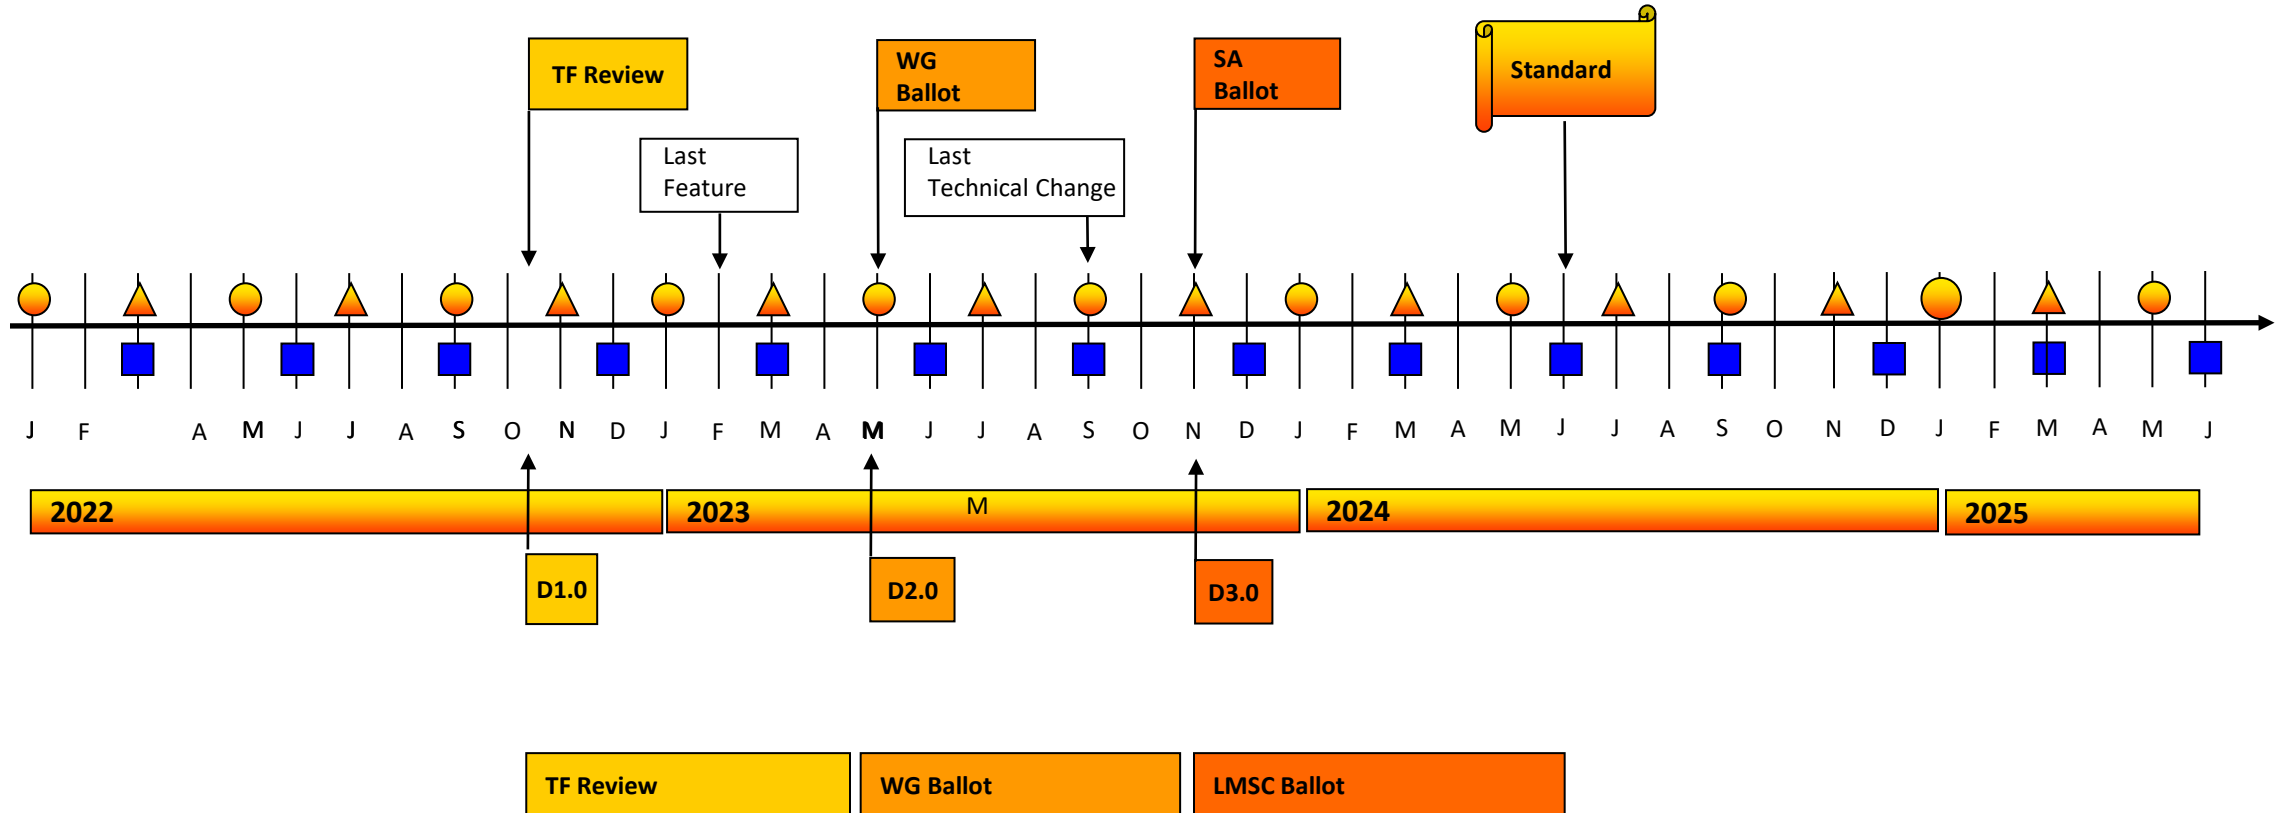 TF Review
WG
Ballot
SA
Ballot
Standard
Last
Feature
Last
Technical Change
J F A M J J A S O N D J F M A M J J A S O N D J F M A M J J A S O N D J F M A M J
2022
2023
M
2024
2025
D1.0
D2.0
D3.0
TF Review
WG Ballot
LMSC Ballot